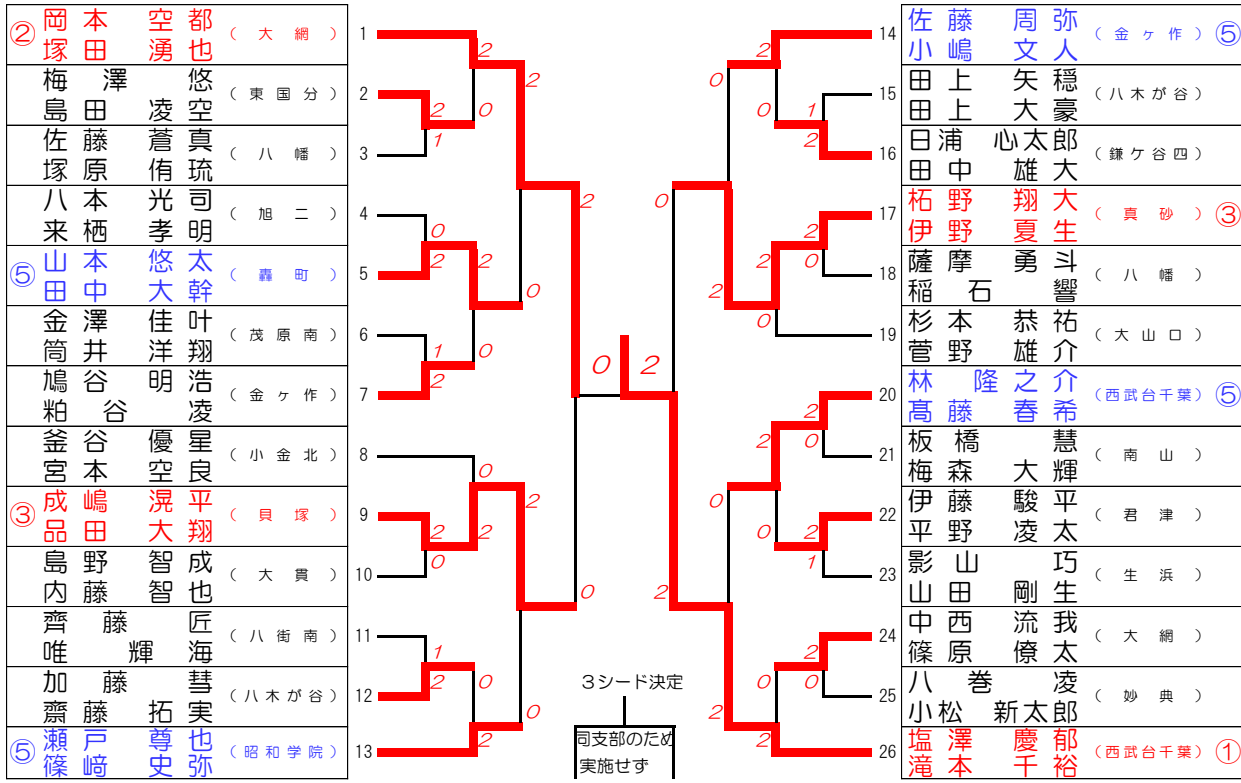 ② 岡本 空都 (大網) 1
塚田 湧也
梅澤 悠 (東国分) 2
島田 凌空
佐藤 蒼真 (八幡) 3
塚原 侑琉
八本 光司 (旭二) 4
来栖 孝明
⑤ 山本 悠太 (轟町) 5
田中 大幹
金澤 佳叶 (茂原南) 6
筒井 洋翔
鳩谷 明浩 (金ヶ作) 7
粕谷 凌
釜谷 優星 (小金北) 8
宮本 空良
③ 成嶋 滉平 (貝塚) 9
品田 大翔
島野 智成 (大貫) 10
内藤 智也
齊藤 匠 (八街南) 11
唯 輝海
加藤 彗 (八木が谷) 12
齋藤 拓実
⑤ 瀬戸 尊也 (昭和学院) 13
篠﨑 史弥
2
2
0
2
1
2
0
2
2
0
1
0
2
0
0
2
2
2
0
0
1
0
2
0
2
0 2
3シード決定
同支部のため
実施せず
2
0
1
0
2
0
2
2
0
2
0
2
2
0
0
2
0
1
2
2
0
0
2
2
14 佐藤 周弥 (金ヶ作) ⑤
小嶋 文人
15 田上 矢穏 (八木が谷)
田上 大豪
16 日浦 心太郎 (鎌ケ谷四)
田中 雄大
17 柘野 翔大 (真砂) ③
伊野 夏生
18 薩摩 勇斗 (八幡)
稲石 響
19 杉本 恭祐 (大山口)
菅野 雄介
20 林 隆之介 (西武台千葉) ⑤
髙藤 春希
21 板橋 慧 (南山)
梅森 大輝
22 伊藤 駿平 (君津)
平野 凌太
23 影山 巧 (生浜)
山田 剛生
24 中西 流我 (大網)
篠原 僚太
25 八巻 凌 (妙典)
小松 新太郎
26 塩澤 慶郁 (西武台千葉) ①
滝本 千裕